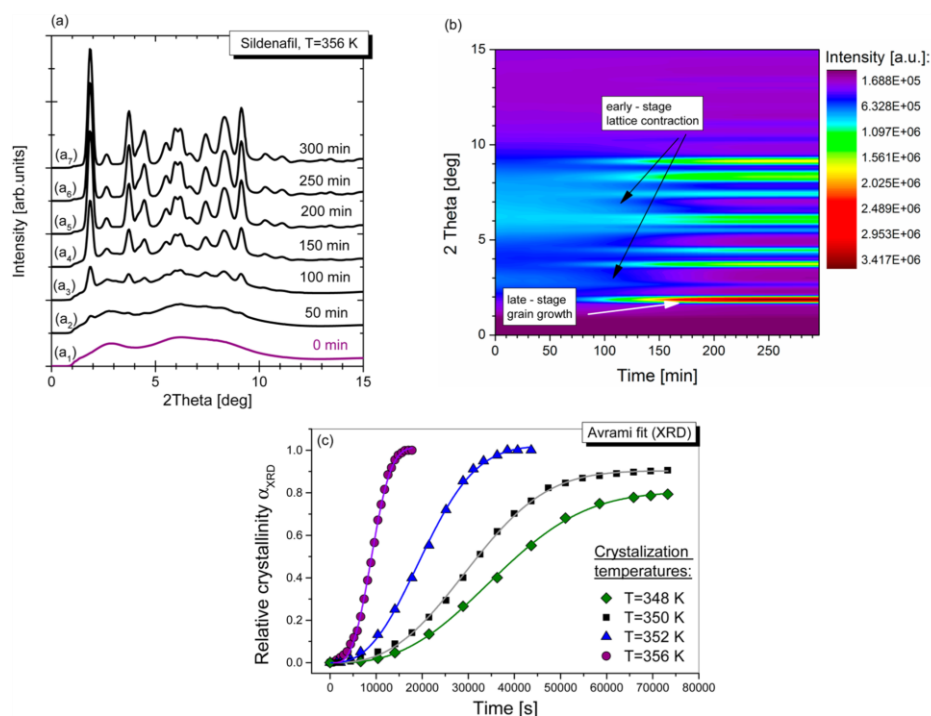 (a)
Sildenafil, T=356 K
(a7)
300 min
(a6)
250 min
(a5)
200 min
(a4)
150 min
(a3)
100 min
(a2)
50 min
(a1)
0 min
Intensity [arb.units]
0 5 10 15
2Theta [deg]
(b)
Intensity [a.u.]:
15
10
5
0
2 Theta [deg]
early - stage
lattice contraction
late - stage
grain growth
1.688E+05
6.328E+05
1.097E+06
1.561E+06
2.025E+06
2.489E+06
2.953E+06
3.417E+06
0 50 100 150 200 250
Time [min]
(c)
Avrami fit (XRD)
1.0
0.8
0.6
0.4
0.2
0.0
Relative crystallinity αXRD
Crystalization
temperatures:
T=348 K
T=350 K
T=352 K
T=356 K
0 10000 20000 30000 40000 50000 60000 70000 80000
Time [s]